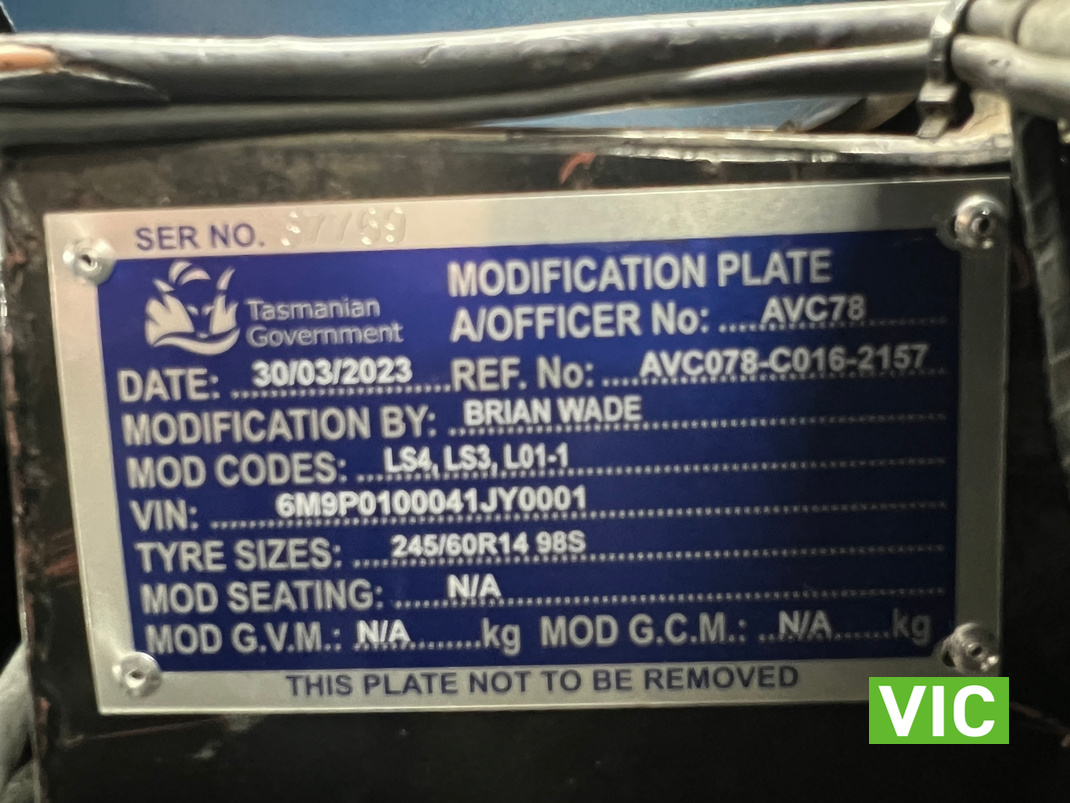 SER NO. 37759
Tasmanian
Government
MODIFICATION PLATE
A/OFFICER No: AVC78
DATE: 30/03/2023 REF. No: AVC078-C016-2157
MODIFICATION BY: BRIAN WADE
MOD CODES: LS4, LS3, L01-1
VIN: 6M9P0100041JY0001
TYRE SIZES: 245/60R14 98S
MOD SEATING: N/A
MOD G.V.M.: N/A kg MOD G.C.M.: N/A kg
THIS PLATE NOT TO BE REMOVED
VIC